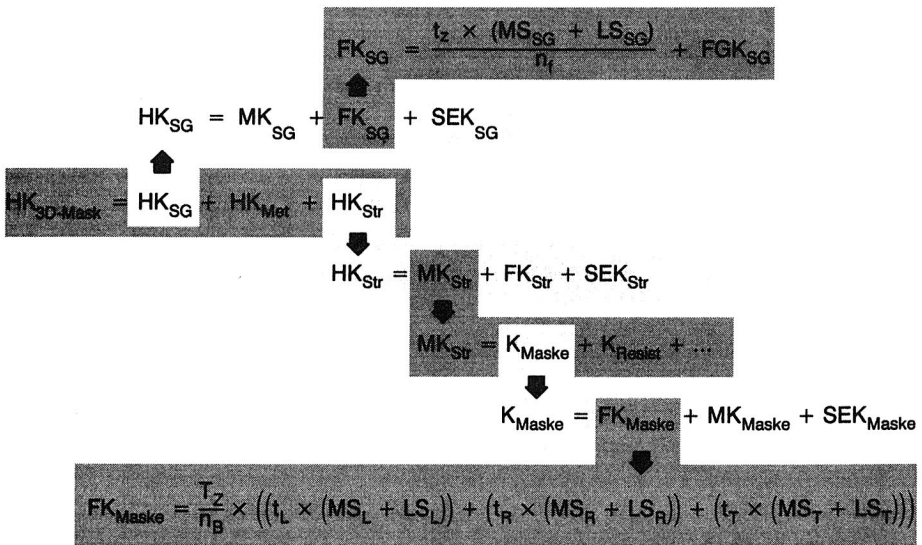 FK_SG = t_z × (MS_SG + LS_SG) / n_f + FGK_SG
HK_SG = MK_SG + FK_SG + SEK_SG
HK_3D-Mask = HK_SG + HK_Met + HK_Str
HK_Str = MK_Str + FK_Str + SEK_Str
MK_Str = K_Maske + K_Resist + ...
K_Maske = FK_Maske + MK_Maske + SEK_Maske
FK_Maske = T_Z / n_B × ((t_L × (MS_L + LS_L)) + (t_R × (MS_R + LS_R)) + (t_T × (MS_T + LS_T)))